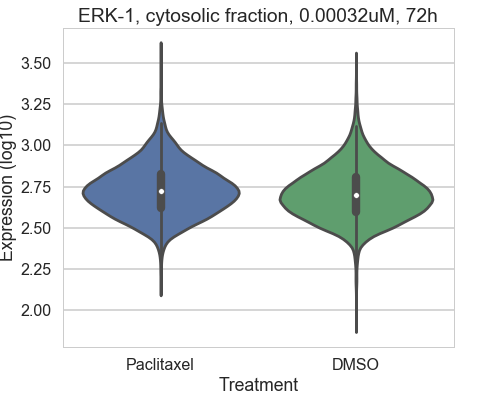 ERK-1, cytosolic fraction, 0.00032uM, 72h
Expression (log10)
3.50
3.25
3.00
2.75
2.50
2.25
2.00
Paclitaxel
DMSO
Treatment